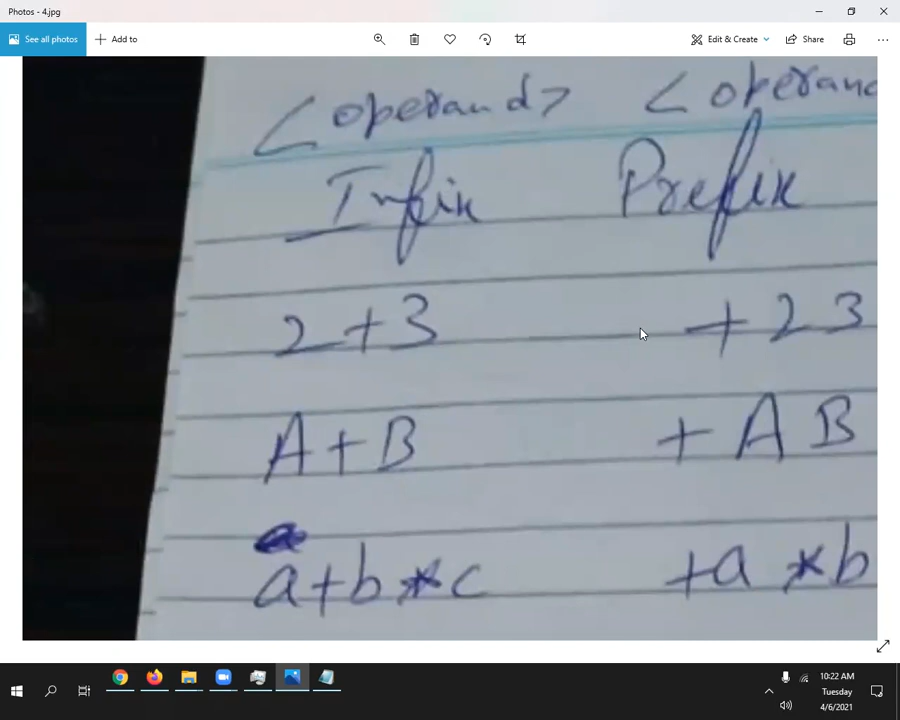 Photos - 4.jpg
See all photos Add to Edit & Create Share
<operand> < operand
Infix Prefix
2+3 +23
A+B +AB
a
a+b*c +a *b
10:22 AM
Tuesday
4/6/2021